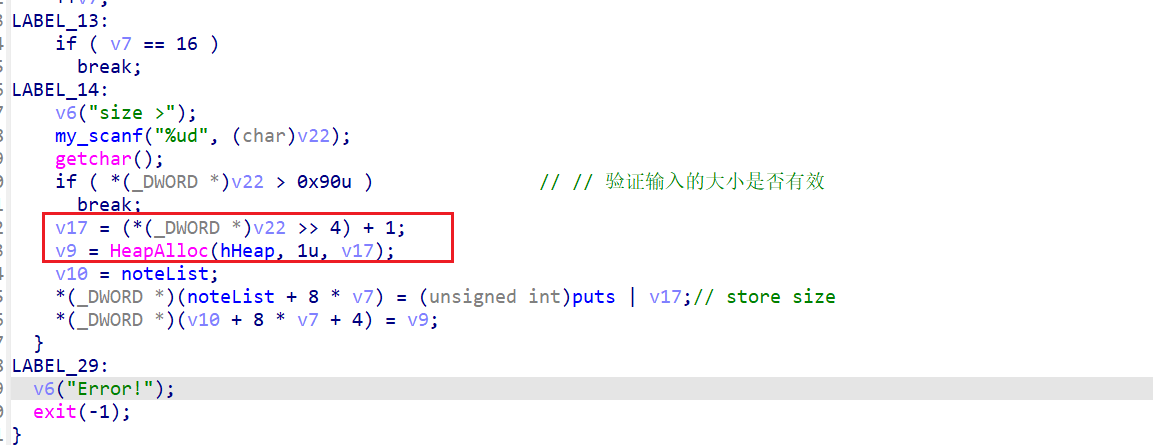 LABEL_13:
if ( v7 == 16 )
break;
LABEL_14:
v6("size >");
my_scanf("%ud", (char)v22);
getchar();
if ( *(_DWORD *)v22 > 0x90u ) // // 验证输入的大小是否有效
break;
v17 = (*(_DWORD *)v22 >> 4) + 1;
v9 = HeapAlloc(hHeap, 1u, v17);
v10 = noteList;
*(_DWORD *)(noteList + 8 * v7) = (unsigned int)puts | v17;// store size
*(_DWORD *)(v10 + 8 * v7 + 4) = v9;
}
LABEL_29:
v6("Error!");
exit(-1);
}